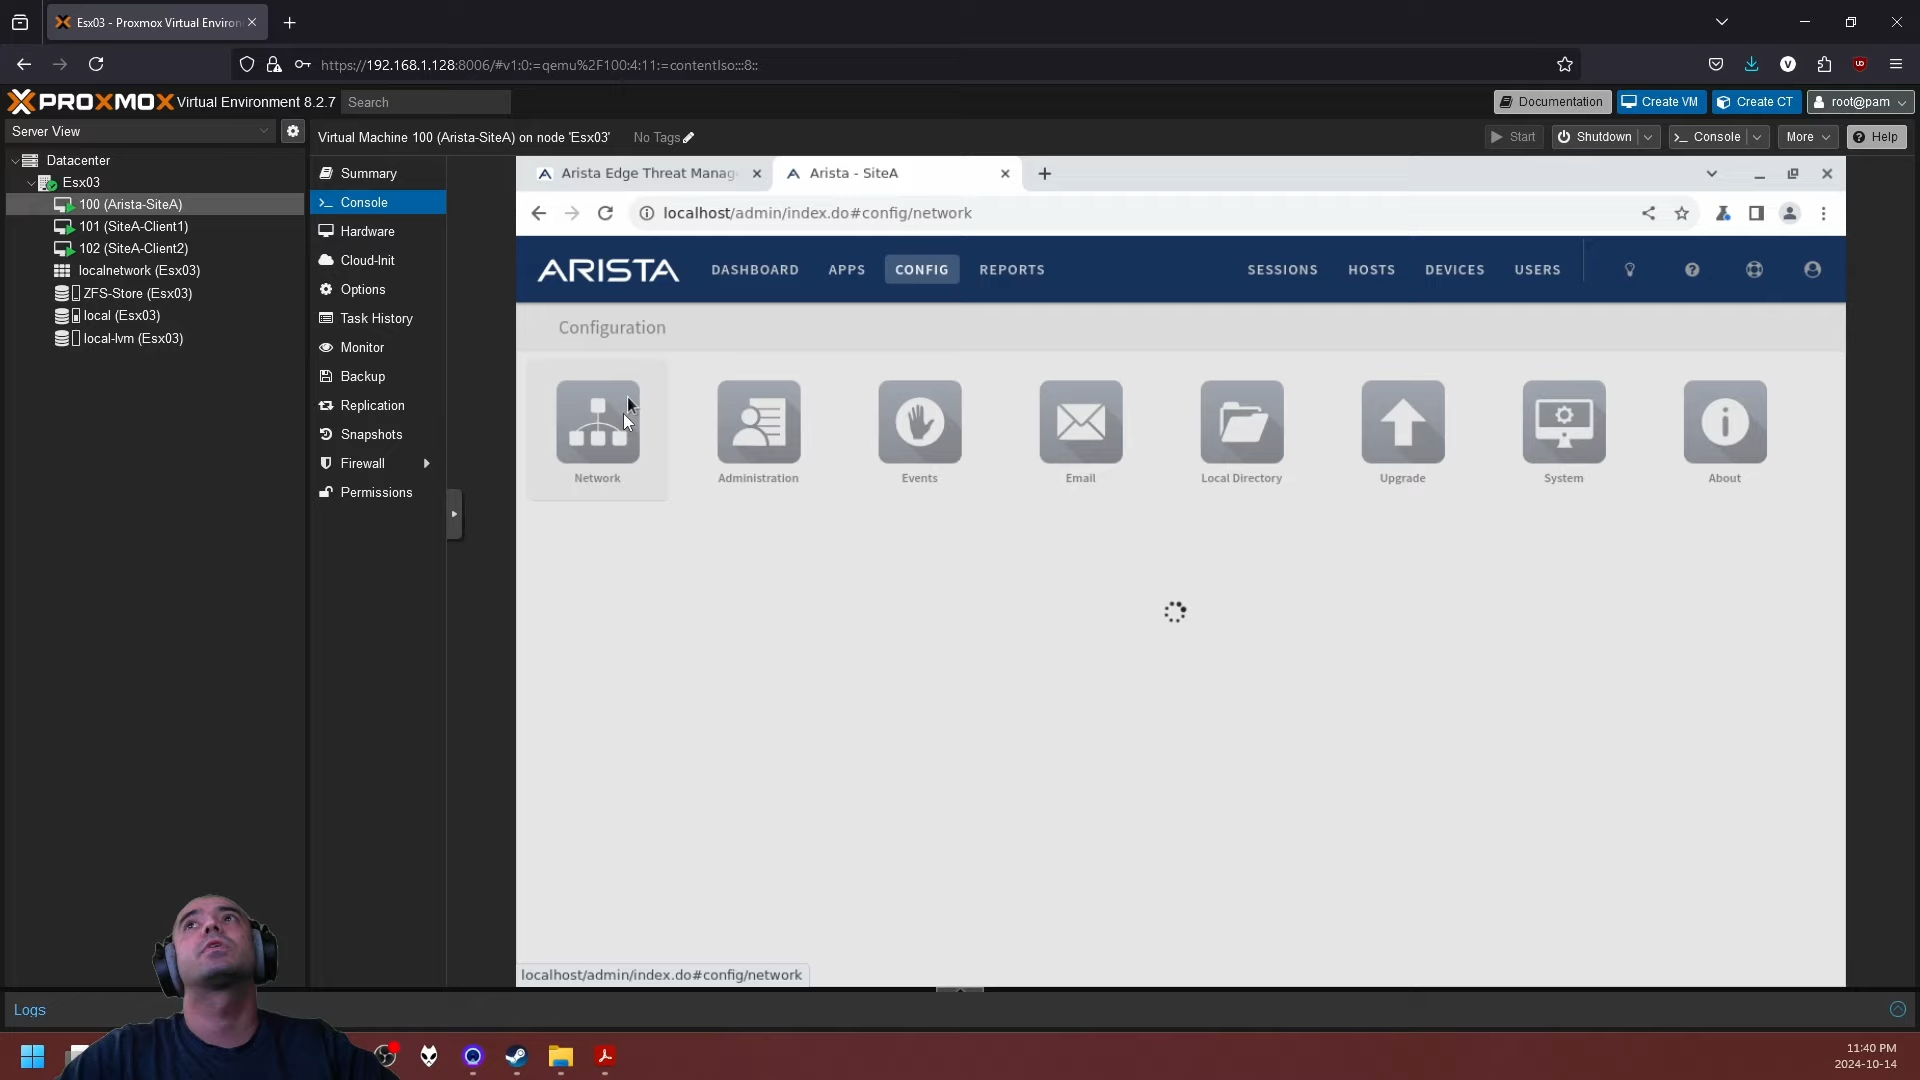 Esx03 - Proxmox Virtual Environ
https://192.168.1.128:8006/#v1:0:=qemu%2F100:4:11:=contentIso:::8::
PROXMOX Virtual Environment 8.2.7
Search
Documentation
Create VM
Create CT
root@pam
Server View
Virtual Machine 100 (Arista-SiteA) on node 'Esx03'
No Tags
Start
Shutdown
Console
More
Help
Datacenter
Esx03
100 (Arista-SiteA)
101 (SiteA-Client1)
102 (SiteA-Client2)
localnetwork (Esx03)
ZFS-Store (Esx03)
local (Esx03)
local-lvm (Esx03)
Summary
Console
Hardware
Cloud-Init
Options
Task History
Monitor
Backup
Replication
Snapshots
Firewall
Permissions
Arista Edge Threat Manag
Arista - SiteA
localhost/admin/index.do#config/network
ARISTA
DASHBOARD
APPS
CONFIG
REPORTS
SESSIONS
HOSTS
DEVICES
USERS
Configuration
Network
Administration
Events
Email
Local Directory
Upgrade
System
About
localhost/admin/index.do#config/network
Logs
11:40 PM
2024-10-14